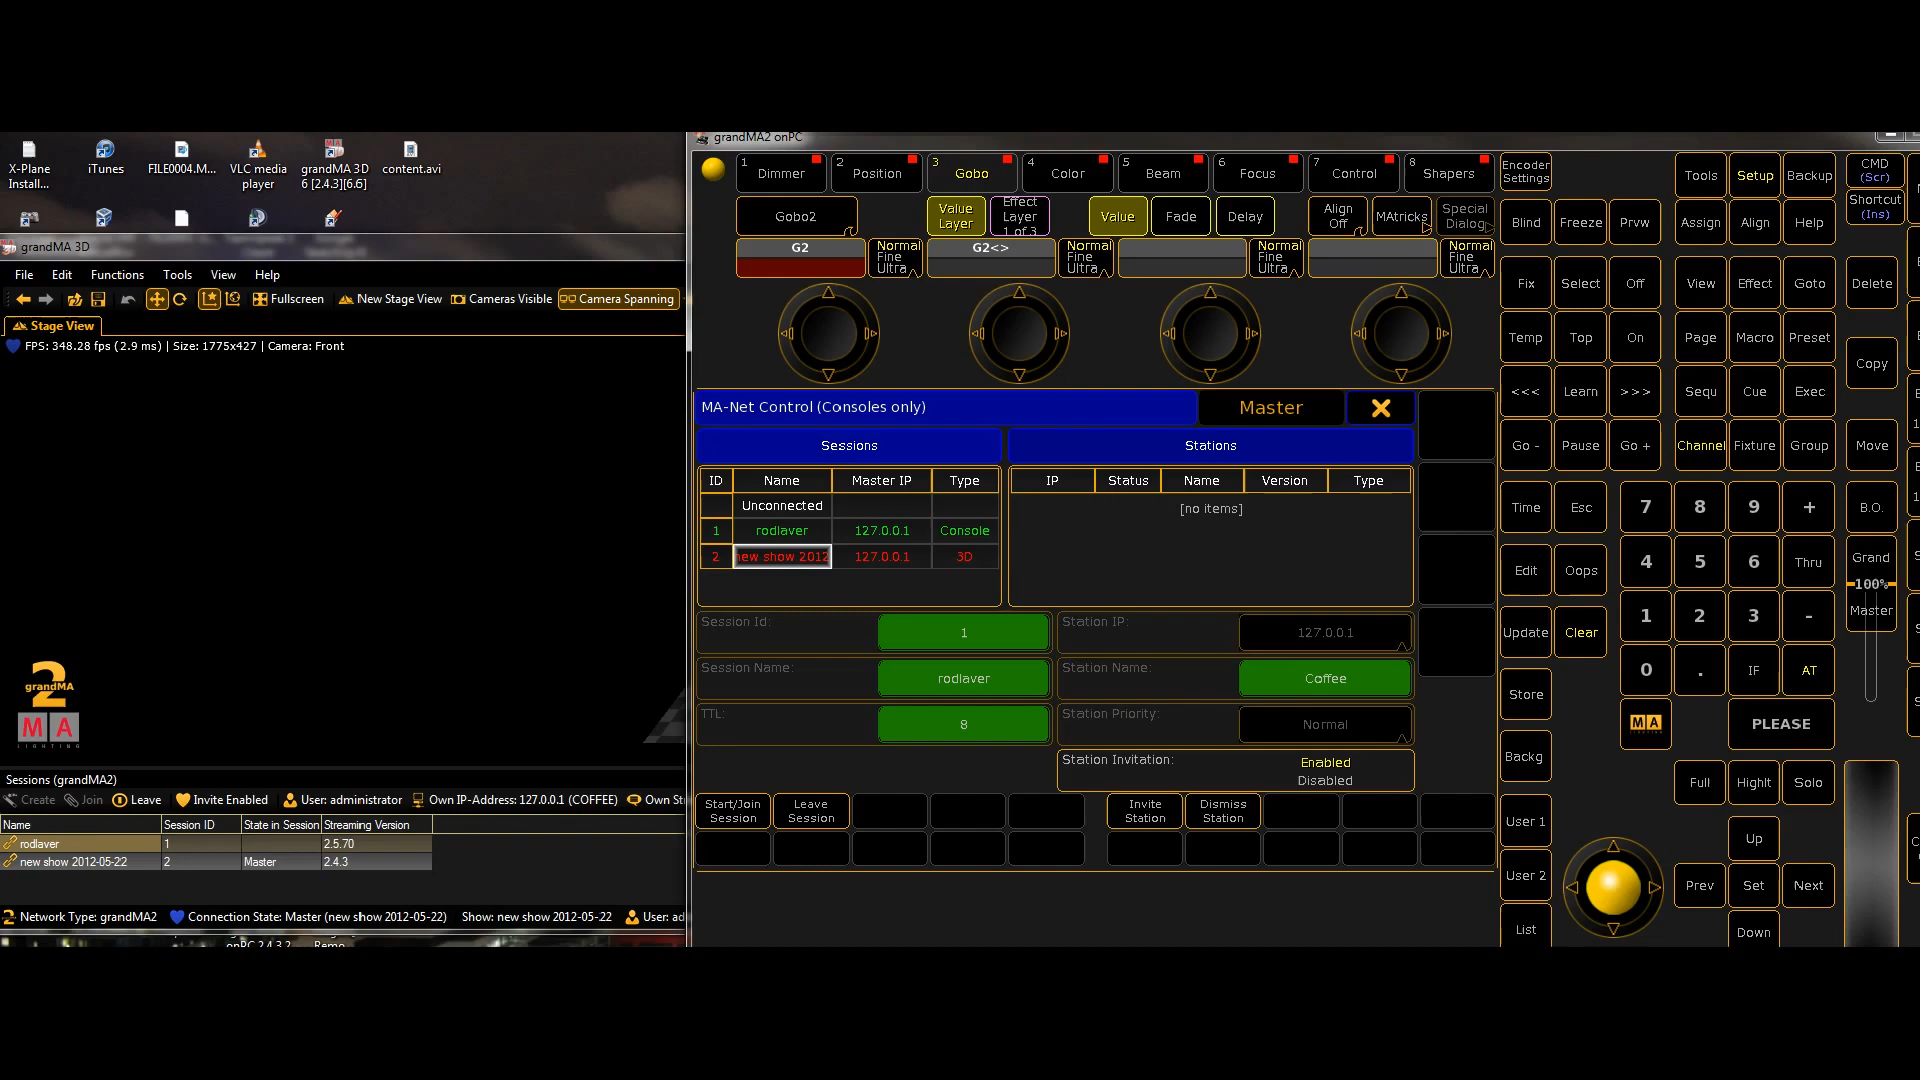 X-Plane Install...
iTunes
FILE0004.M...
VLC media player
grandMA 3D 6 [2.4.3][6.6]
content.avi
grandMA 3D
File Edit Functions Tools View Help
Fullscreen New Stage View Cameras Visible Camera Spanning
Stage View
FPS: 348.28 fps (2.9 ms) | Size: 1775x427 | Camera: Front
2
grandMA
MA
LIGHTING
Sessions (grandMA2)
Create Join Leave Invite Enabled User: administrator Own IP-Address: 127.0.0.1 (COFFEE) Own St
Name Session ID State in Session Streaming Version
rodlaver 1 2.5.70
new show 2012-05-22 2 Master 2.4.3
Network Type: grandMA2 Connection State: Master (new show 2012-05-22) Show: new show 2012-05-22 User: ad
onPC 2.4.3.2 Remo
grandMA2 onPC
1 Dimmer
2 Position
3 Gobo
4 Color
5 Beam
6 Focus
7 Control
8 Shapers
Gobo2
Value Layer
Effect Layer 1 of 3
Value Fade Delay
Align Off
MAtricks
Special Dialog
G2
Normal Fine Ultra
G2<>
Normal Fine Ultra
Normal Fine Ultra
Normal Fine Ultra
MA-Net Control (Consoles only) Master
Sessions
ID Name Master IP Type
Unconnected
1 rodlaver 127.0.0.1 Console
2 new show 2012 127.0.0.1 3D
Stations
IP Status Name Version Type
[no items]
Session Id: 1
Session Name: rodlaver
TTL: 8
Station IP: 127.0.0.1
Station Name: Coffee
Station Priority: Normal
Station Invitation: Enabled
Disabled
Start/Join Session
Leave Session
Invite Station
Dismiss Station
Encoder Settings
Tools Setup Backup
CMD (Scr)
Blind Freeze Prvw Assign Align Help
Shortcut (Ins)
Fix Select Off View Effect Goto Delete
Temp Top On Page Macro Preset
Copy
<<< Learn >>> Sequ Cue Exec
Go - Pause Go + Channel Fixture Group Move
Time Esc 7 8 9 + B.O.
Edit Oops 4 5 6 Thru
Grand
100%
Master
Update Clear 1 2 3 -
Store 0 . IF AT
MA
PLEASE
Backg
Full Highlt Solo
User 1
Up
User 2
Prev Set Next
List
Down